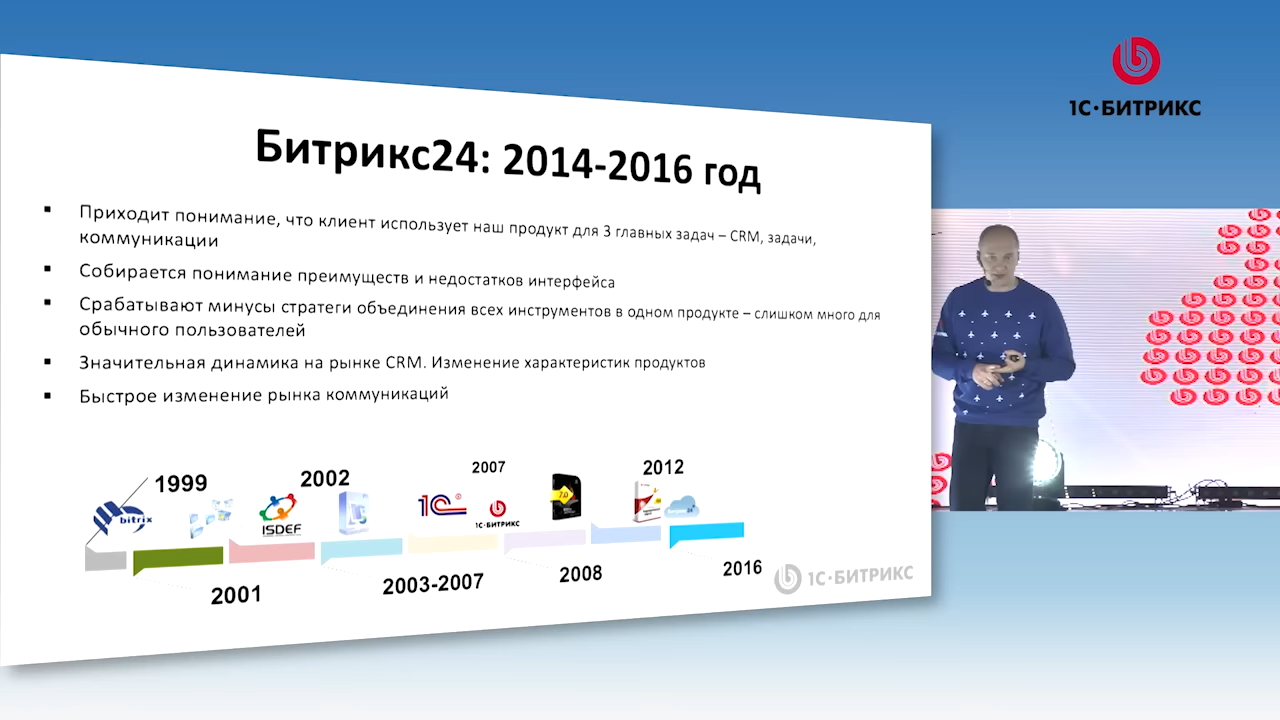 1С·БИТРИКС
Битрикс24: 2014-2016 год
Приходит понимание, что клиент использует наш продукт для 3 главных задач – CRM, задачи,
коммуникации
Собирается понимание преимуществ и недостатков интерфейса
Срабатывают минусы стратеги объединения всех инструментов в одном продукте – слишком много для
обычного пользователей
Значительная динамика на рынке CRM. Изменение характеристик продуктов
Быстрое изменение рынка коммуникаций
1999
2002
2007
2012
bitrix
ISDEF
1С
1С·БИТРИКС
7.0
2001
2003-2007
2008
2016
1С·БИТРИКС